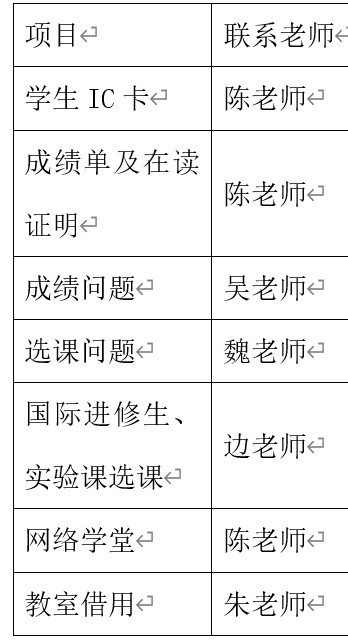 项目
联系老师
学生 IC 卡
陈老师
成绩单及在读
证明
陈老师
成绩问题
吴老师
选课问题
魏老师
国际进修生、
实验课选课
边老师
网络学堂
陈老师
教室借用
朱老师